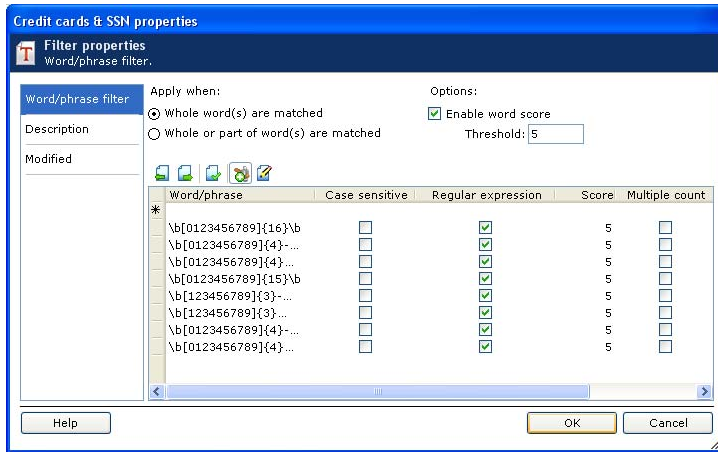 Credit cards & SSN properties
Filter properties
Word/phrase filter.
Word/phrase filter
Description
Modified
Apply when:
Whole word(s) are matched
Whole or part of word(s) are matched
Options:
Enable word score
Threshold: 5
Word/phrase Case sensitive Regular expression Score Multiple count
*
\b[0123456789]{16}\b 5
\b[0123456789]{4}-... 5
\b[0123456789]{4}... 5
\b[0123456789]{15}\b 5
\b[123456789]{3}-... 5
\b[123456789]{3}... 5
\b[0123456789]{4}-... 5
\b[0123456789]{4}... 5
Help OK Cancel